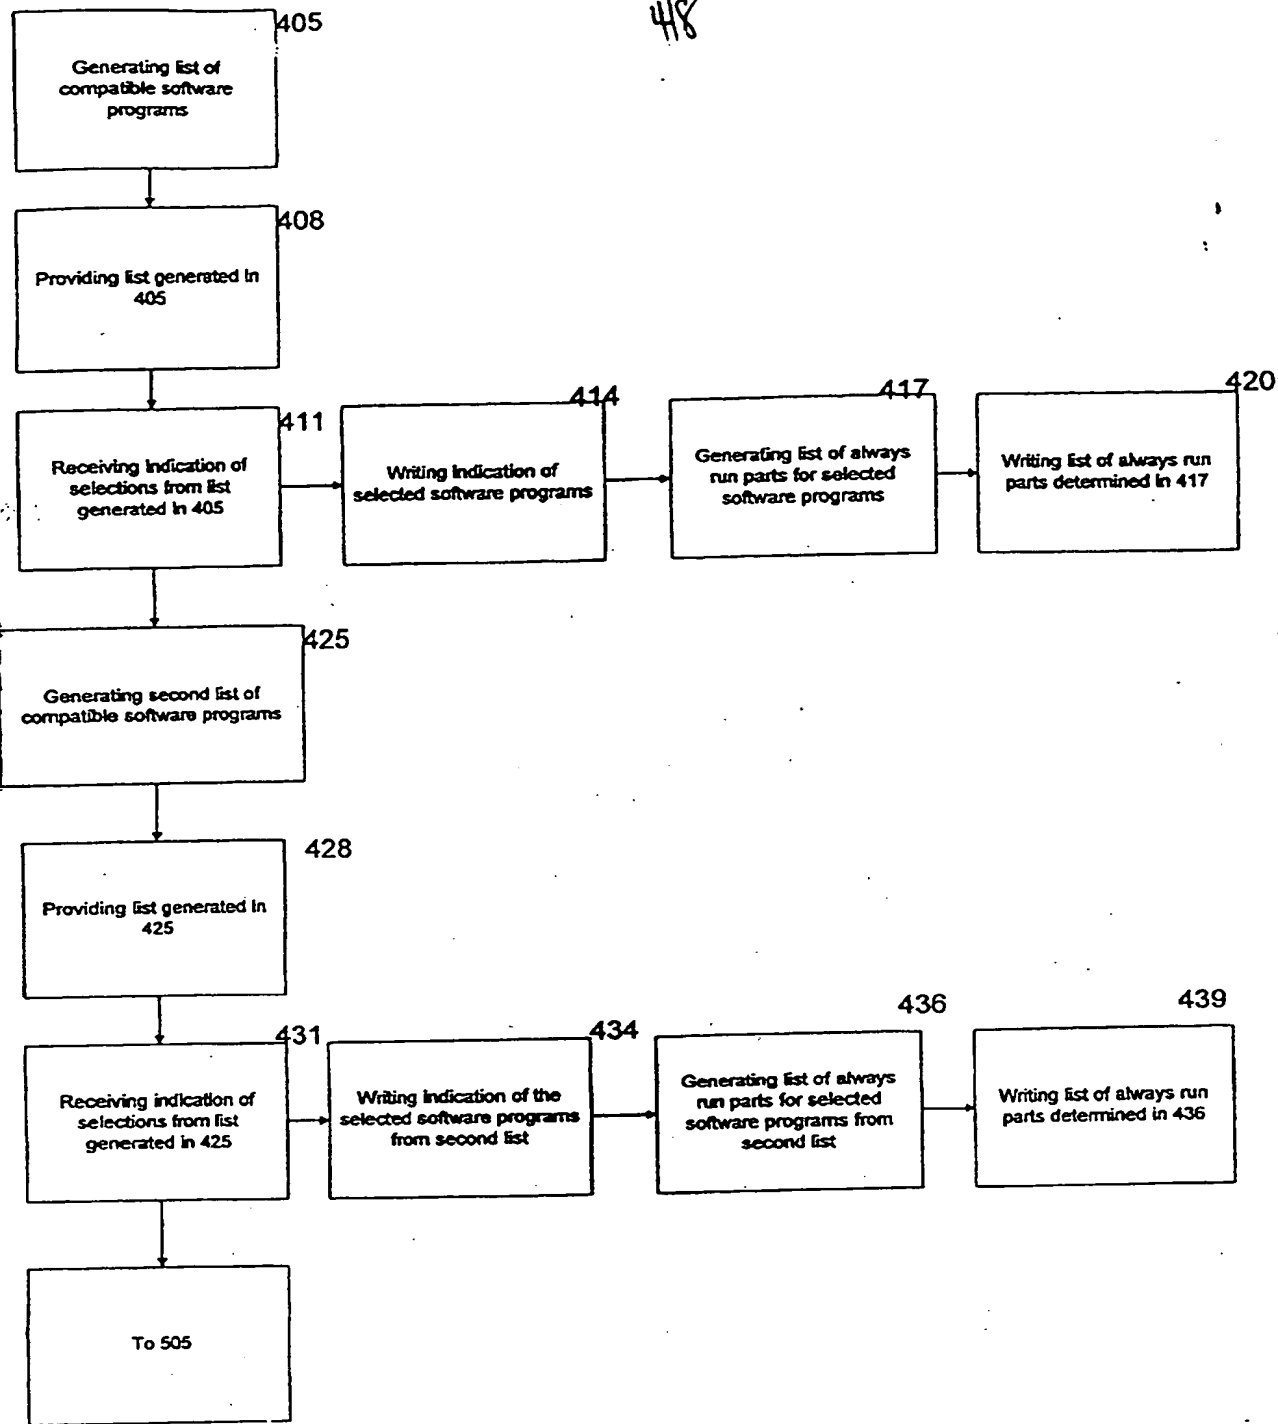 4/8
405
Generating list of
compatible software
programs
408
Providing list generated in
405
411
Receiving indication of
selections from list
generated in 405
414
Writing indication of
selected software programs
417
Generating list of always
run parts for selected
software programs
420
Writing list of always run
parts determined in 417
425
Generating second list of
compatible software programs
428
Providing list generated in
425
431
Receiving indication of
selections from list
generated in 425
434
Writing indication of the
selected software programs
from second list
436
Generating list of always
run parts for selected
software programs from
second list
439
Writing list of always run
parts determined in 436
To 505